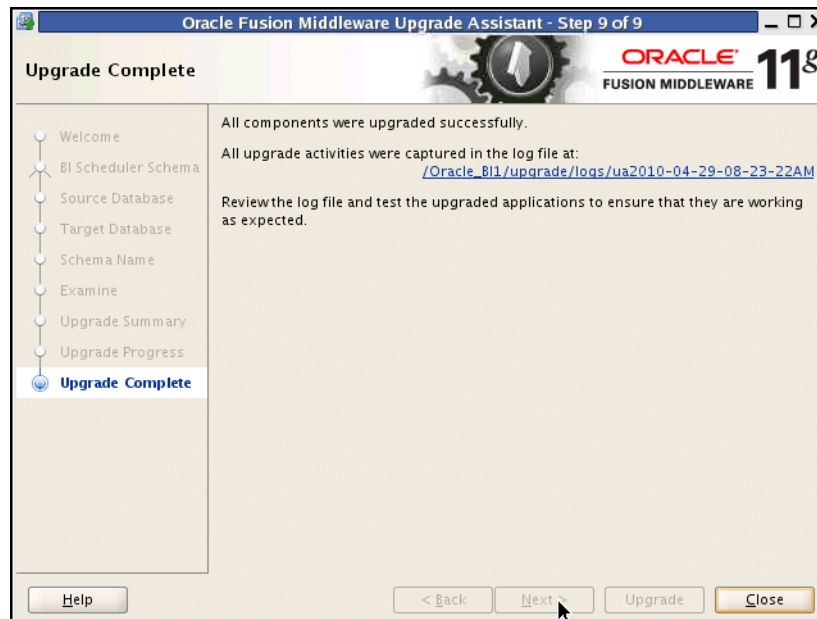 Oracle Fusion Middleware Upgrade Assistant - Step 9 of 9
Upgrade Complete
ORACLE
FUSION MIDDLEWARE 11g
Welcome
BI Scheduler Schema
Source Database
Target Database
Schema Name
Examine
Upgrade Summary
Upgrade Progress
Upgrade Complete
All components were upgraded successfully.
All upgrade activities were captured in the log file at:
/Oracle_BI1/upgrade/logs/ua2010-04-29-08-23-22AM
Review the log file and test the upgraded applications to ensure that they are working
as expected.
Help
< Back
Next >
Upgrade
Close